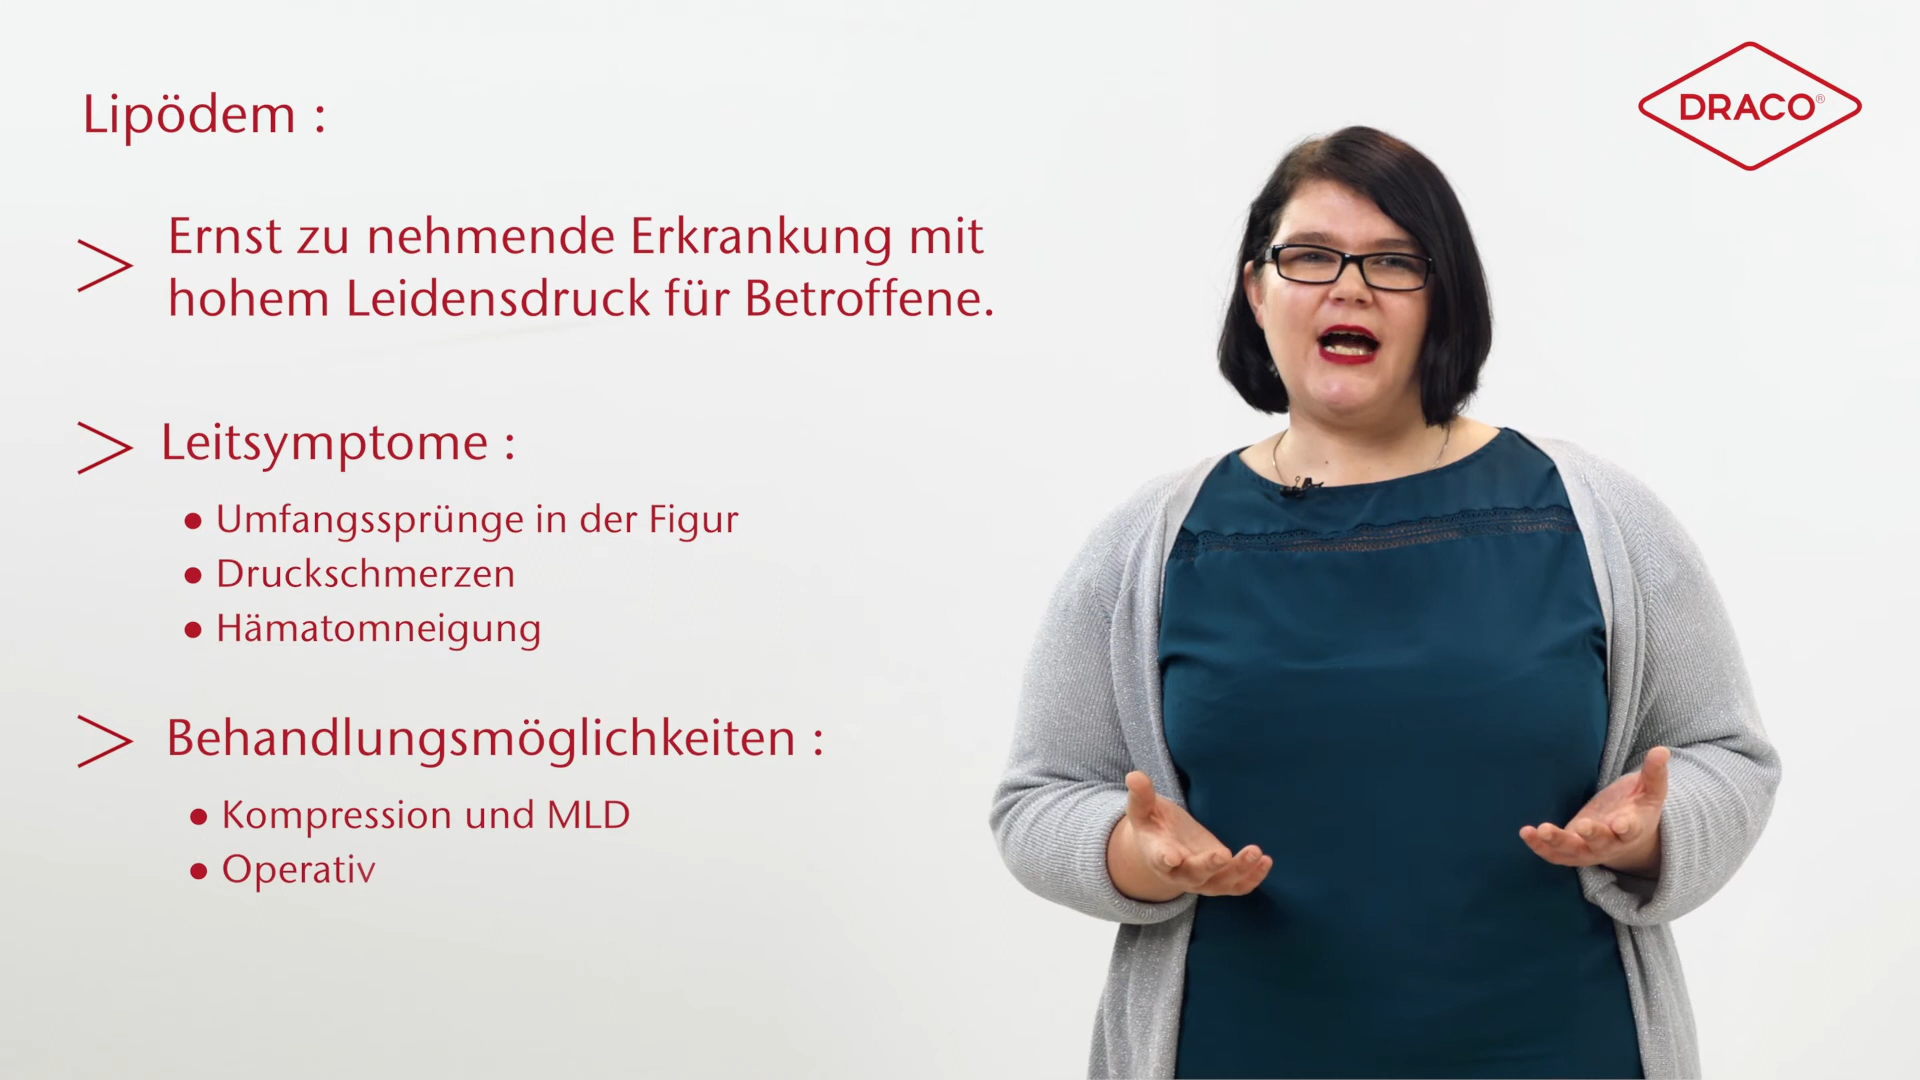 DRACO®
Lipödem :
> Ernst zu nehmende Erkrankung mit
hohem Leidensdruck für Betroffene.
> Leitsymptome :
● Umfangssprünge in der Figur
● Druckschmerzen
● Hämatomneigung
> Behandlungsmöglichkeiten :
● Kompression und MLD
● Operativ